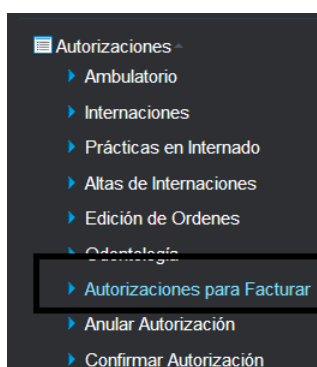 Autorizaciones
Ambulatorio
Internaciones
Prácticas en Internado
Altas de Internaciones
Edición de Ordenes
Odontología
Autorizaciones para Facturar
Anular Autorización
Confirmar Autorización